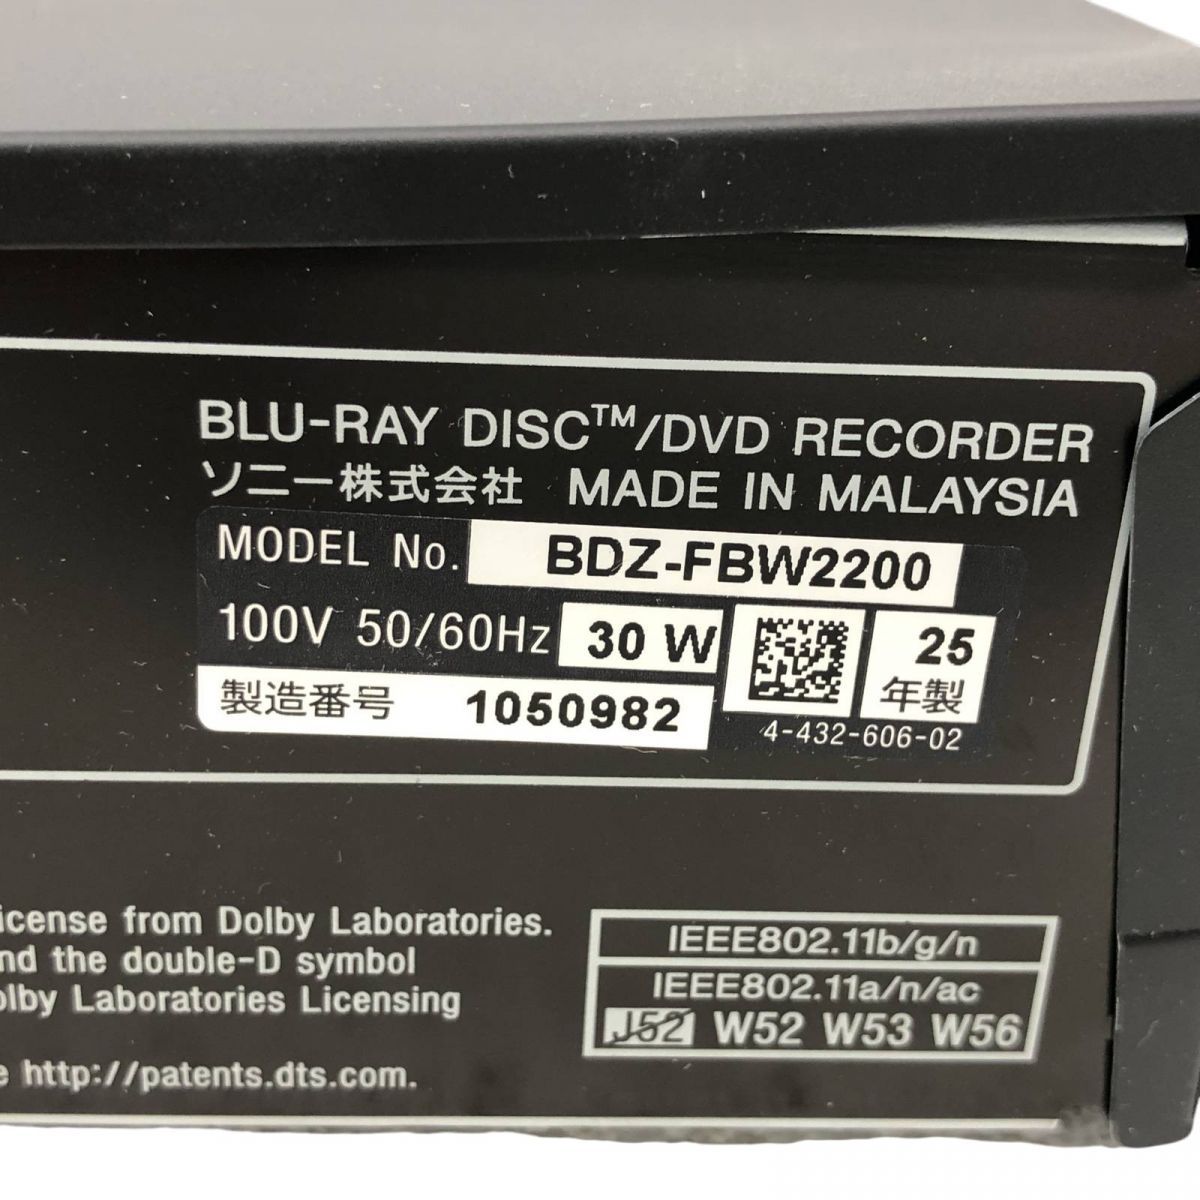 BLU-RAY DISC™/DVD RECORDER
ソニー株式会社 MADE IN MALAYSIA
MODEL No. BDZ-FBW2200
100V 50/60Hz 30 W
25
年製
製造番号 1050982
4-432-606-02
license from Dolby Laboratories.
nd the double-D symbol
olby Laboratories Licensing
e http://patents.dts.com.
IEEE802.11b/g/n
IEEE802.11a/n/ac
J52 W52 W53 W56